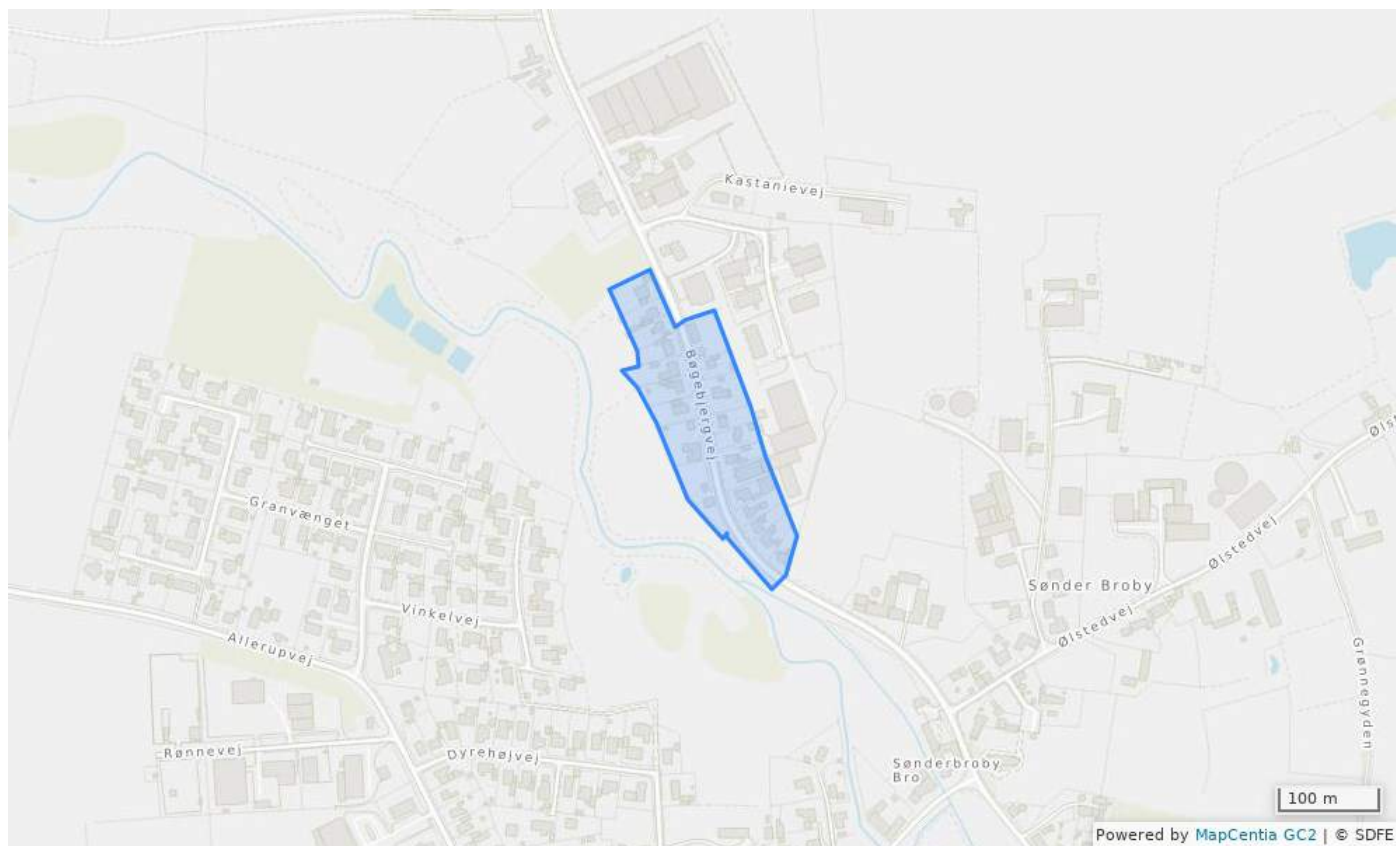 Kastanievej
Bøgebjergvej
Granvænget
Vinkelvej
Allerupvej
Rønnevej
Dyrehøjvej
Sønder Broby
Ølstedvej
Ølstedvej
Grønnegyden
Sønderbroby
Bro
100 m
Powered by MapCentia GC2 | © SDFE